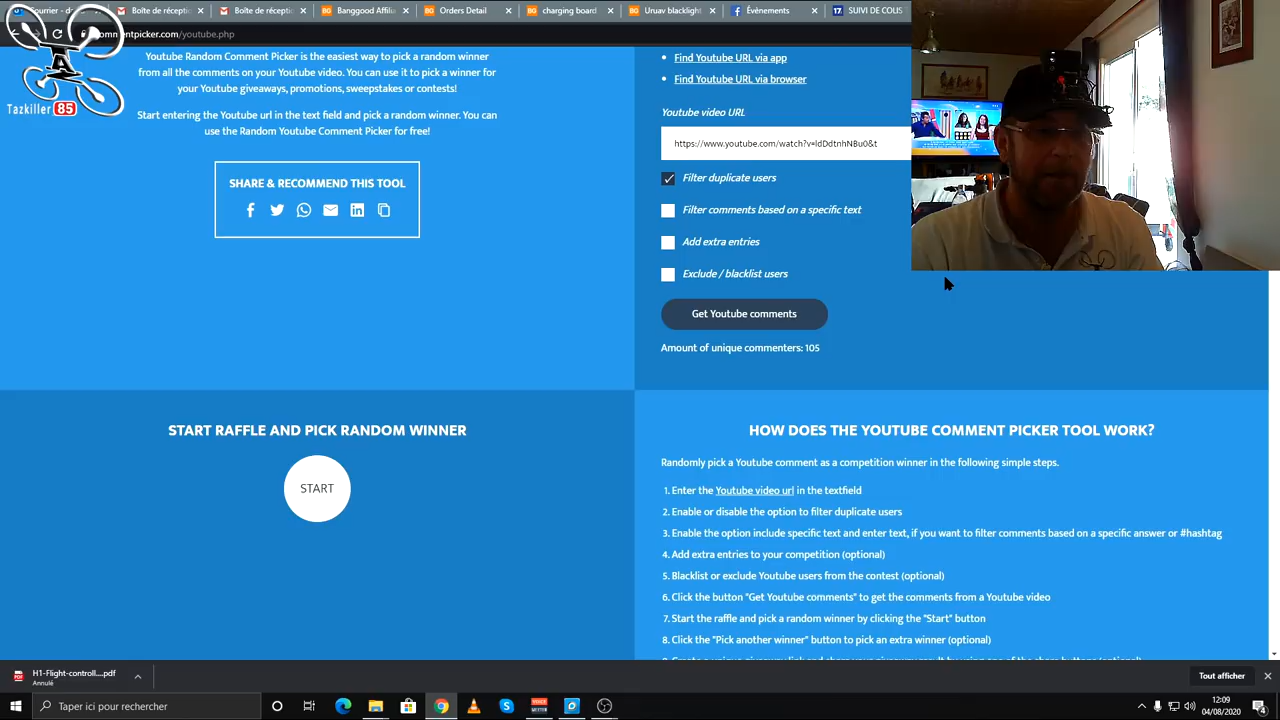 Courrier – d
Boîte de récepti
Boîte de récepti
Banggood Affilia
Orders Detail
charging board
Uruav blacklight
Évènements
SUIVI DE COLIS
commentpicker.com/youtube.php
Tazkiller 85
Youtube Random Comment Picker is the easiest way to pick a random winner
from all the comments on your Youtube video. You can use it to pick a winner for
your Youtube giveaways, promotions, sweepstakes or contests!
Start entering the Youtube url in the text field and pick a random winner. You can
use the Random Youtube Comment Picker for free!
SHARE & RECOMMEND THIS TOOL
Find Youtube URL via app
Find Youtube URL via browser
Youtube video URL
https://www.youtube.com/watch?v=ldDdtnhNBu0&t
Filter duplicate users
Filter comments based on a specific text
Add extra entries
Exclude / blacklist users
Get Youtube comments
Amount of unique commenters: 105
START RAFFLE AND PICK RANDOM WINNER
START
HOW DOES THE YOUTUBE COMMENT PICKER TOOL WORK?
Randomly pick a Youtube comment as a competition winner in the following simple steps.
1. Enter the Youtube video url in the textfield
2. Enable or disable the option to filter duplicate users
3. Enable the option include specific text and enter text, if you want to filter comments based on a specific answer or #hashtag
4. Add extra entries to your competition (optional)
5. Blacklist or exclude Youtube users from the contest (optional)
6. Click the button "Get Youtube comments" to get the comments from a Youtube video
7. Start the raffle and pick a random winner by clicking the "Start" button
8. Click the "Pick another winner" button to pick an extra winner (optional)
H1-Flight-controll....pdf
Annulé
Tout afficher
Taper ici pour rechercher
12:09
04/08/2020